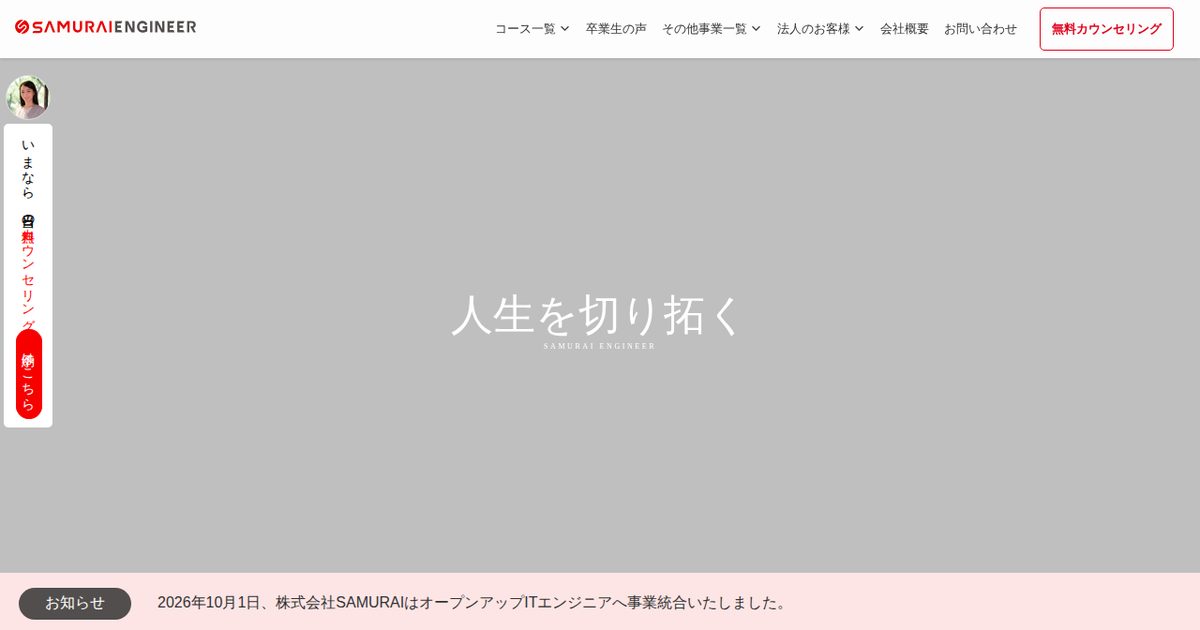 SAMURAIENGINEER
コース一覧
卒業生の声
その他事業一覧
法人のお客様
会社概要
お問い合わせ
無料カウンセリング
いまなら
ウンセリング
こちら
人生を切り拓く
SAMURAI ENGINEER
お知らせ
2026年10月1日、株式会社SAMURAIはオープンアップITエンジニアへ事業統合いたしました。